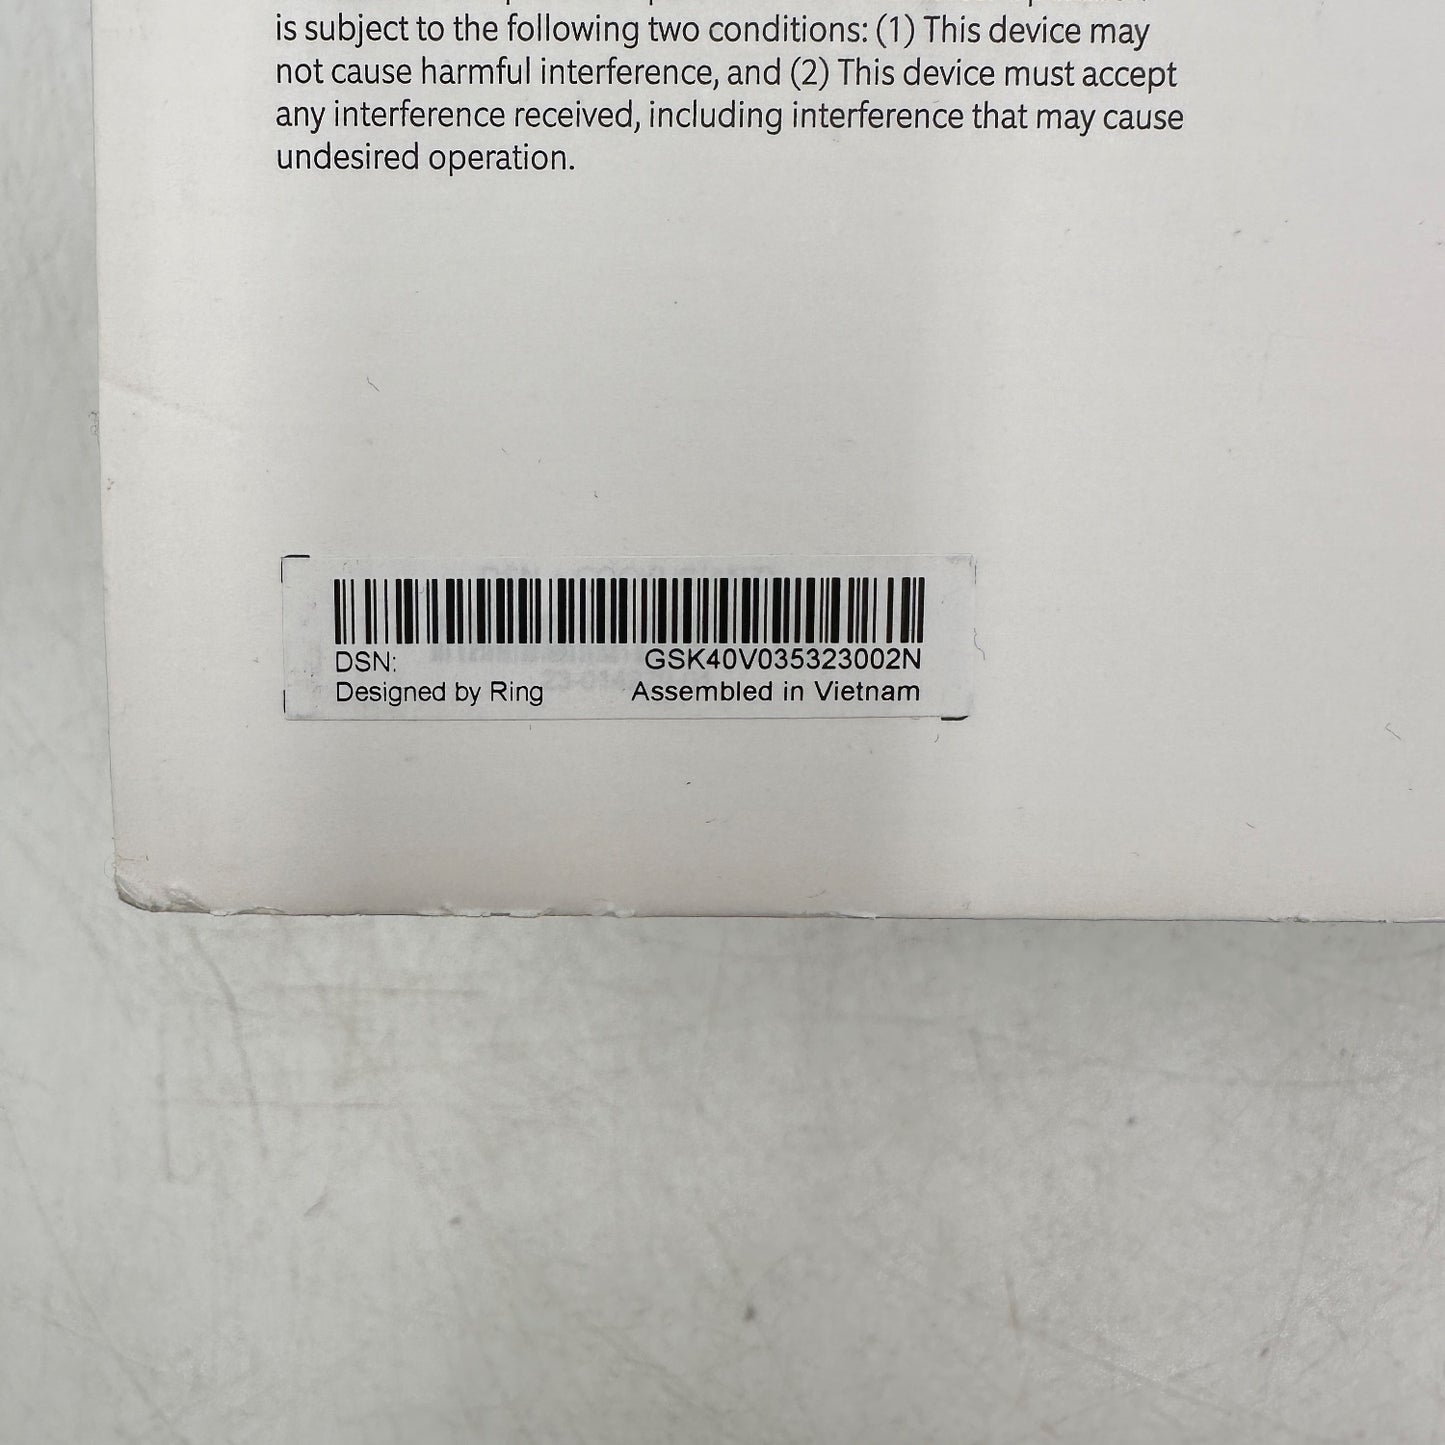 is subject to the following two conditions: (1) This device may
not cause harmful interference, and (2) This device must accept
any interference received, including interference that may cause
undesired operation.
DSN: GSK40V035323002N
Designed by Ring Assembled in Vietnam